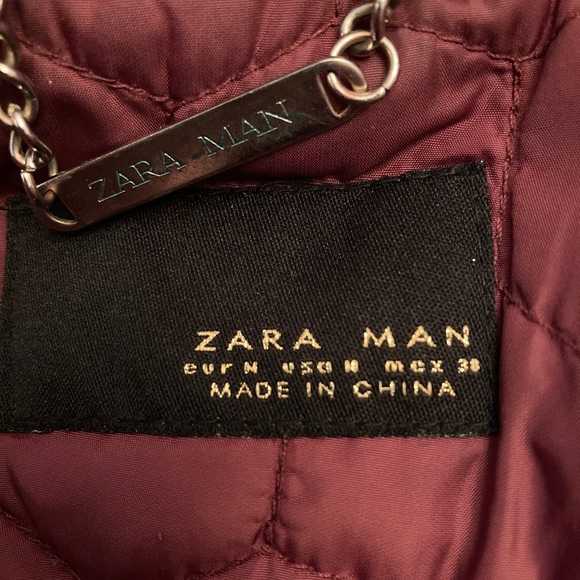 ZARA MAN
ZARA MAN
eur M usa M mex 38
MADE IN CHINA